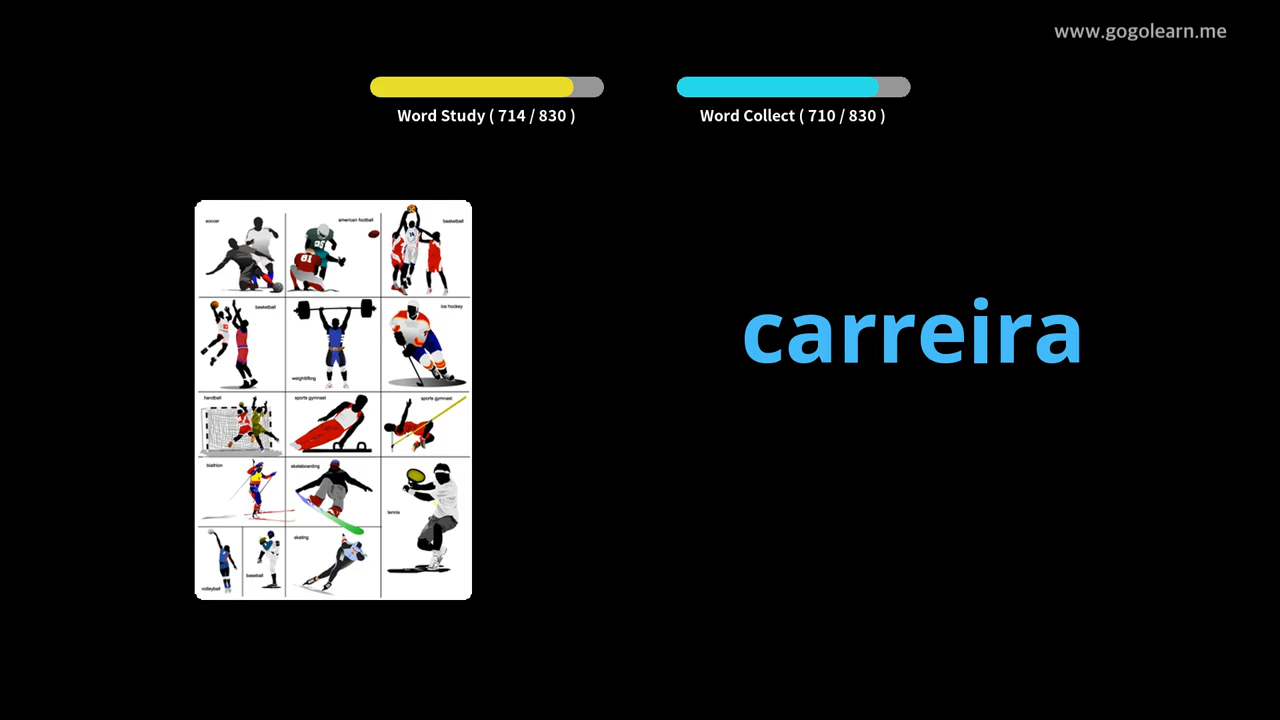 www.gogolearn.me
Word Study ( 714 / 830 )
Word Collect ( 710 / 830 )
soccer
american football
basketball
basketball
weightlifting
ice hockey
handball
sports gymnast
sports gymnast
biathlon
skateboarding
tennis
volleyball
baseball
skating
carreira